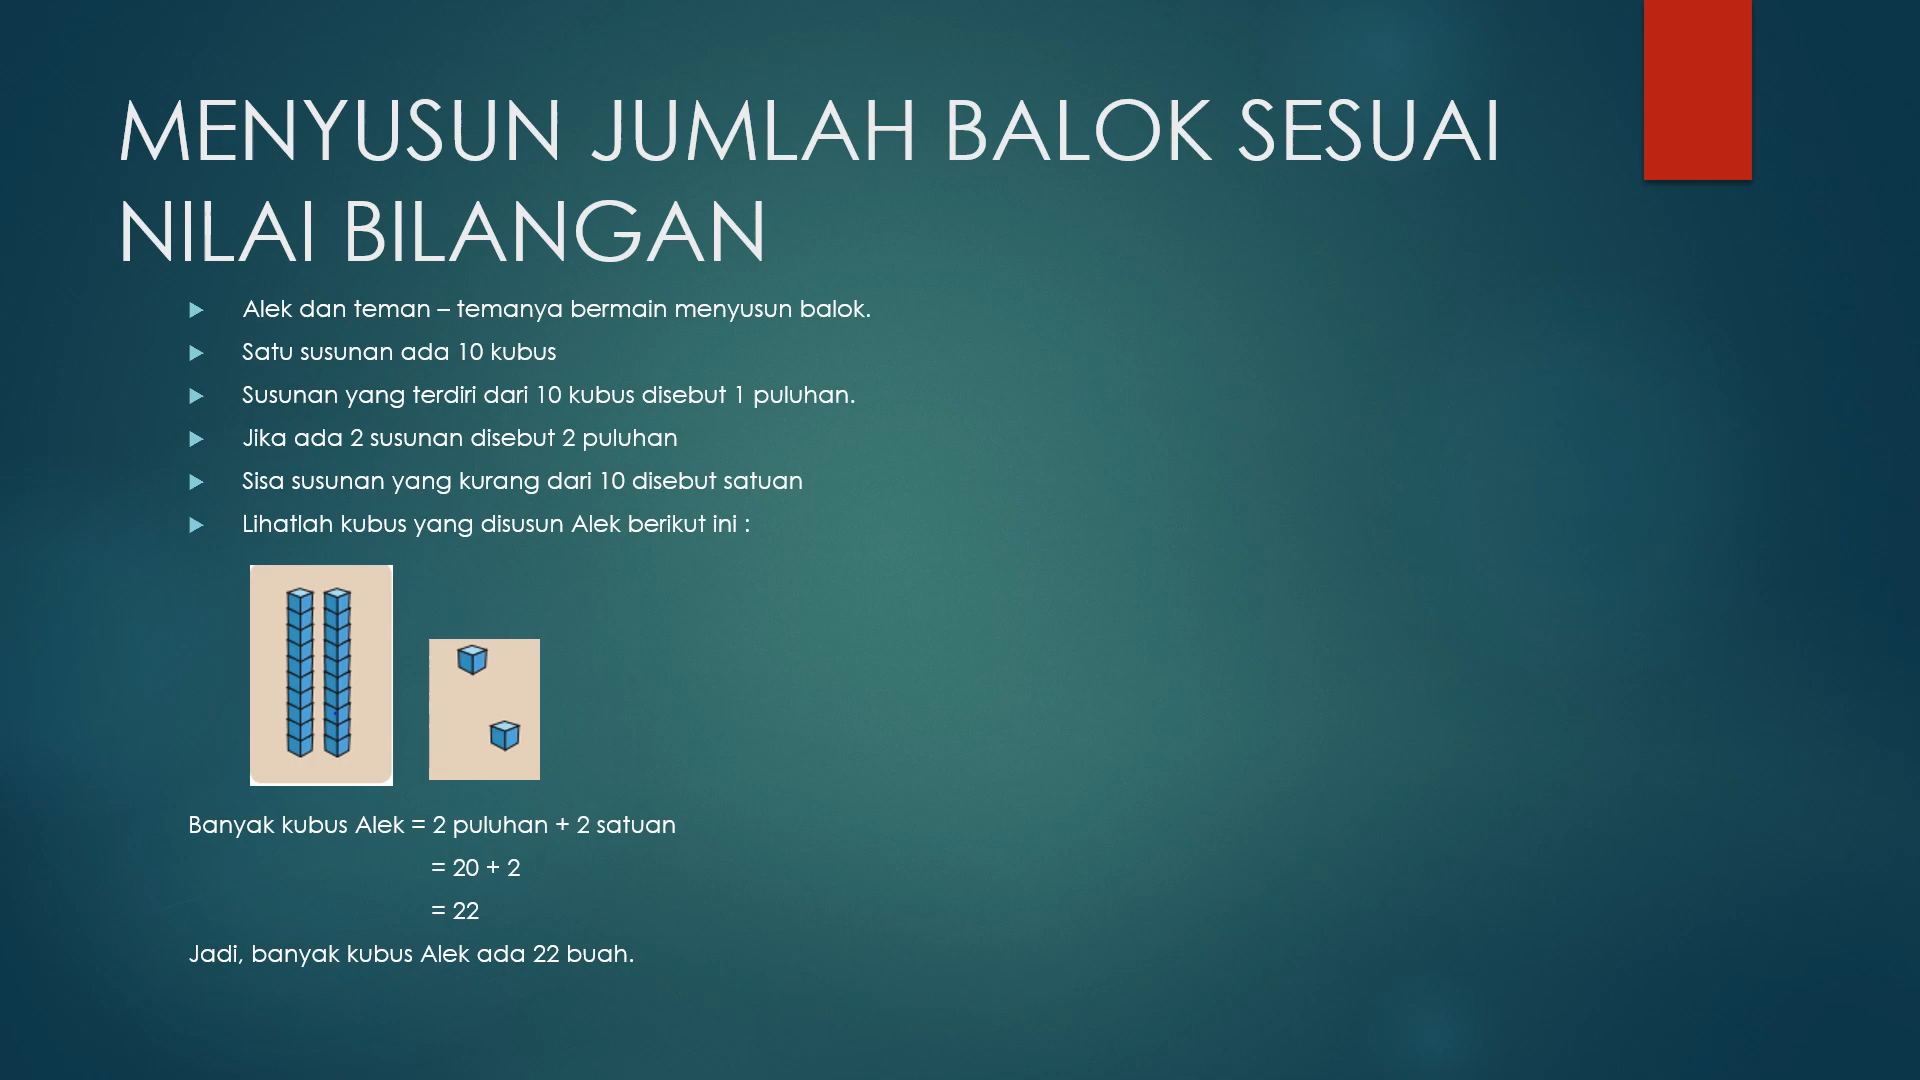 MENYUSUN JUMLAH BALOK SESUAI
NILAI BILANGAN
Alek dan teman – temanya bermain menyusun balok.
Satu susunan ada 10 kubus
Susunan yang terdiri dari 10 kubus disebut 1 puluhan.
Jika ada 2 susunan disebut 2 puluhan
Sisa susunan yang kurang dari 10 disebut satuan
Lihatlah kubus yang disusun Alek berikut ini :
Banyak kubus Alek = 2 puluhan + 2 satuan
= 20 + 2
= 22
Jadi, banyak kubus Alek ada 22 buah.